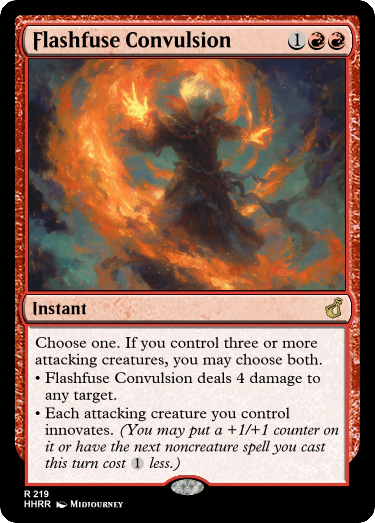 Flashfuse Convulsion 1
Instant
Choose one. If you control three or more
attacking creatures, you may choose both.
• Flashfuse Convulsion deals 4 damage to
any target.
• Each attacking creature you control
innovates. (You may put a +1/+1 counter on
it or have the next noncreature spell you cast
this turn cost 1 less.)
R 219
HHRR Midjourney